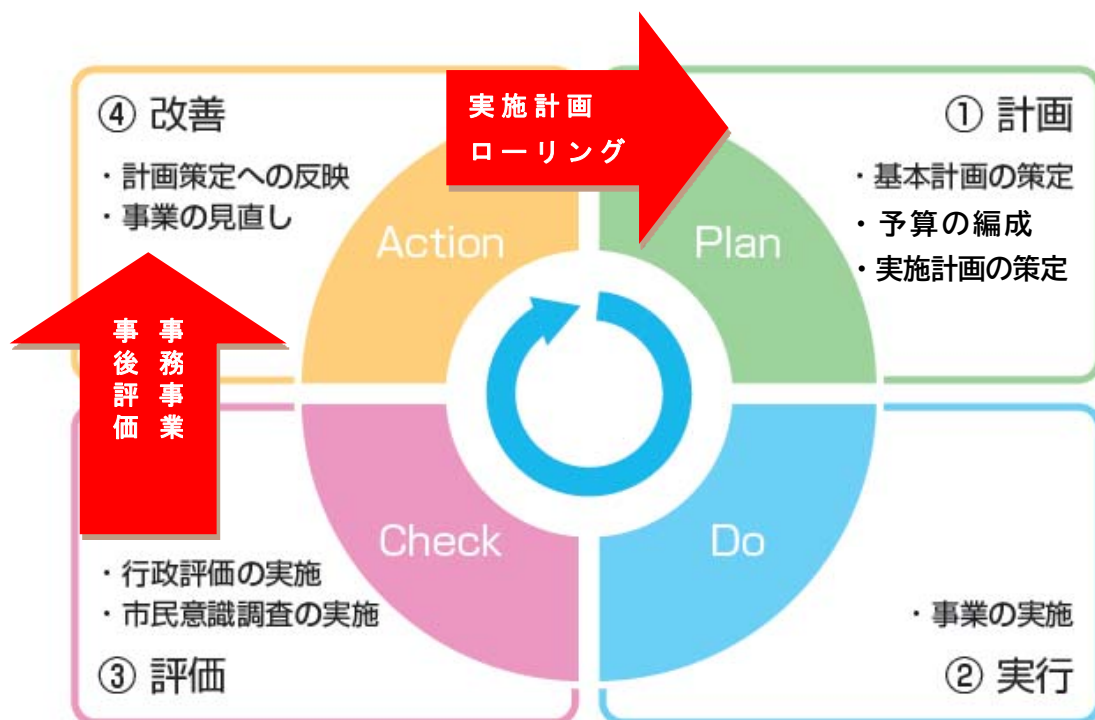 ④ 改善
・計画策定への反映
・事業の見直し
Action
実施計画
ローリング
① 計画
・基本計画の策定
・予算の編成
・実施計画の策定
Plan
事務事業
事後評価
Check
・行政評価の実施
・市民意識調査の実施
③ 評価
Do
・事業の実施
② 実行